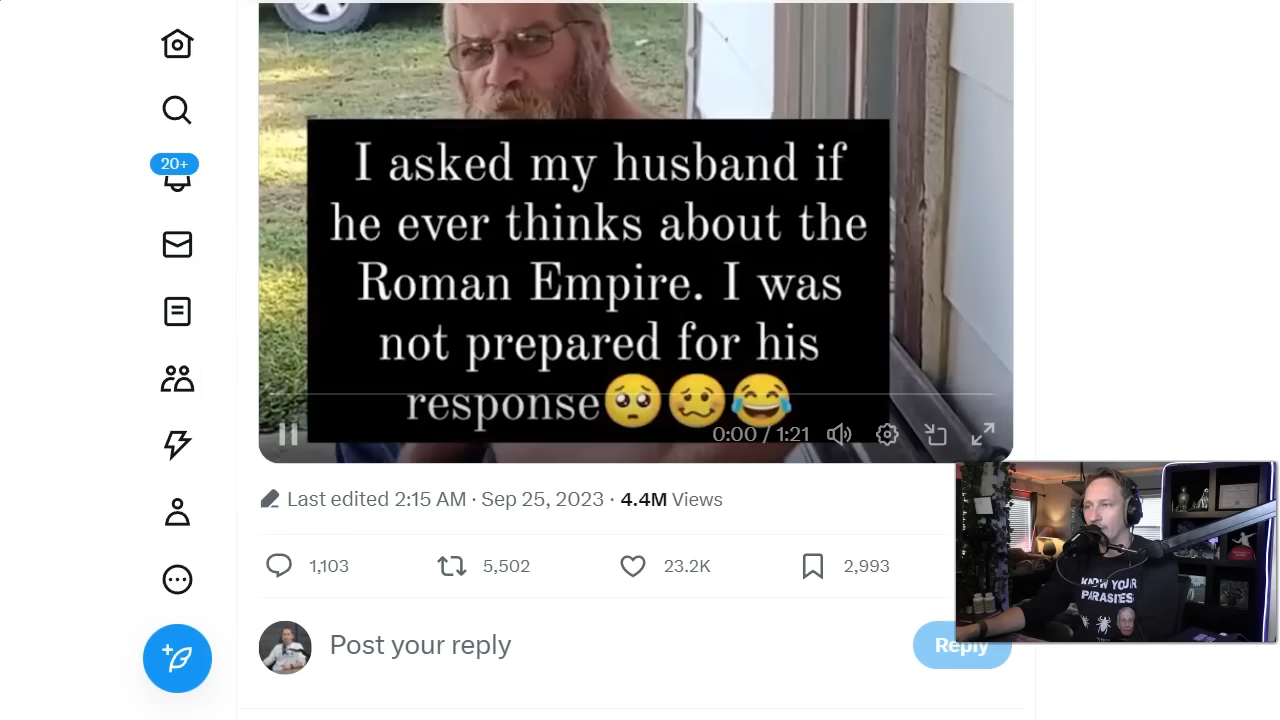 20+
I asked my husband if
he ever thinks about the
Roman Empire. I was
not prepared for his
response🥺🥴😂
0:00 / 1:21
Last edited 2:15 AM · Sep 25, 2023 · 4.4M Views
1,103 5,502 23.2K 2,993
Post your reply
Reply
KNOW YOUR
PARASITES